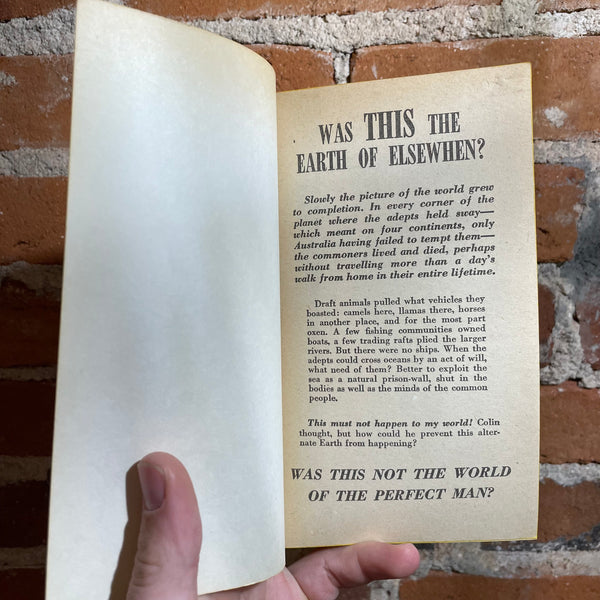 WAS THIS THE
EARTH OF ELSEWHEN?
Slowly the picture of the world grew
to completion. In every corner of the
planet where the adepts held sway—
which meant on four continents, only
Australia having failed to tempt them—
the commoners lived and died, perhaps
without travelling more than a day's
walk from home in their entire lifetime.
Draft animals pulled what vehicles they
boasted: camels here, llamas there, horses
in another place, and for the most part
oxen. A few fishing communities owned
boats, a few trading rafts plied the larger
rivers. But there were no ships. When the
adepts could cross oceans by an act of will,
what need of them? Better to exploit the
sea as a natural prison-wall, shut in the
bodies as well as the minds of the common
people.
This must not happen to my world! Colin
thought, but how could he prevent this alter-
nate Earth from happening?
WAS THIS NOT THE WORLD
OF THE PERFECT MAN?